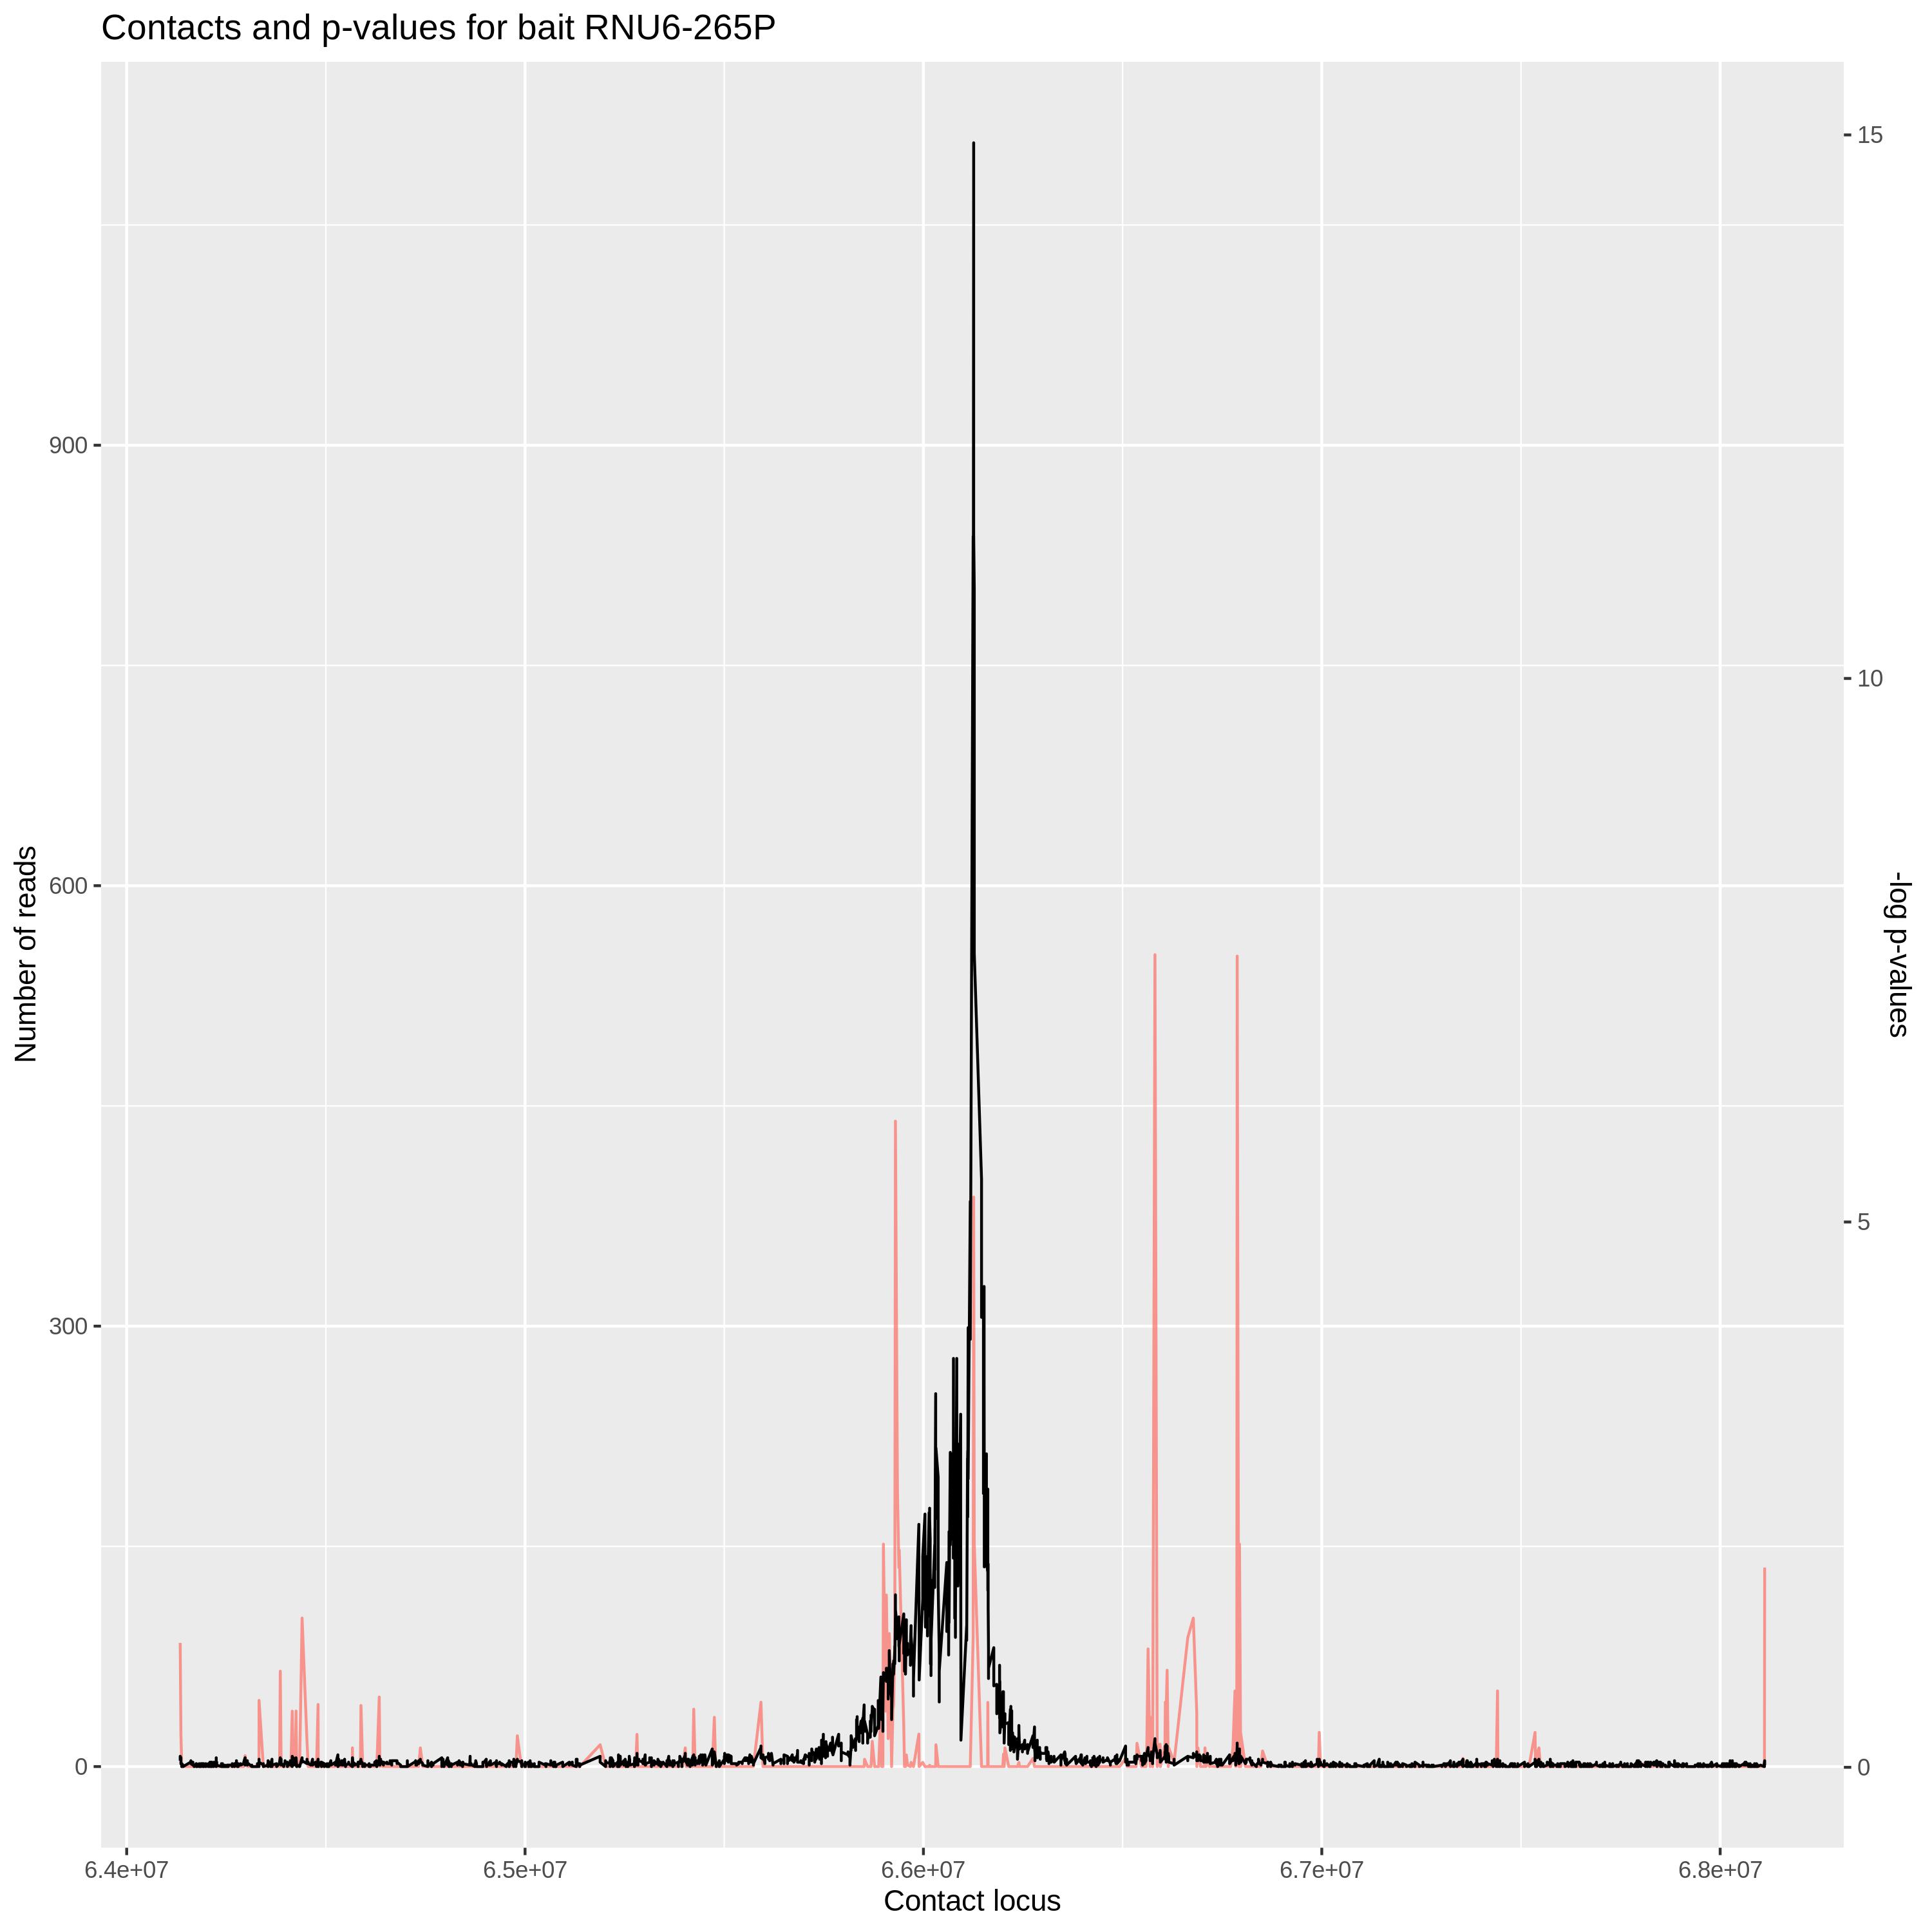 Contacts and p-values for bait RNU6-265P
Number of reads
900
600
300
0
15
10
5
0
-log p-values
6.4e+07
6.5e+07
6.6e+07
6.7e+07
6.8e+07
Contact locus